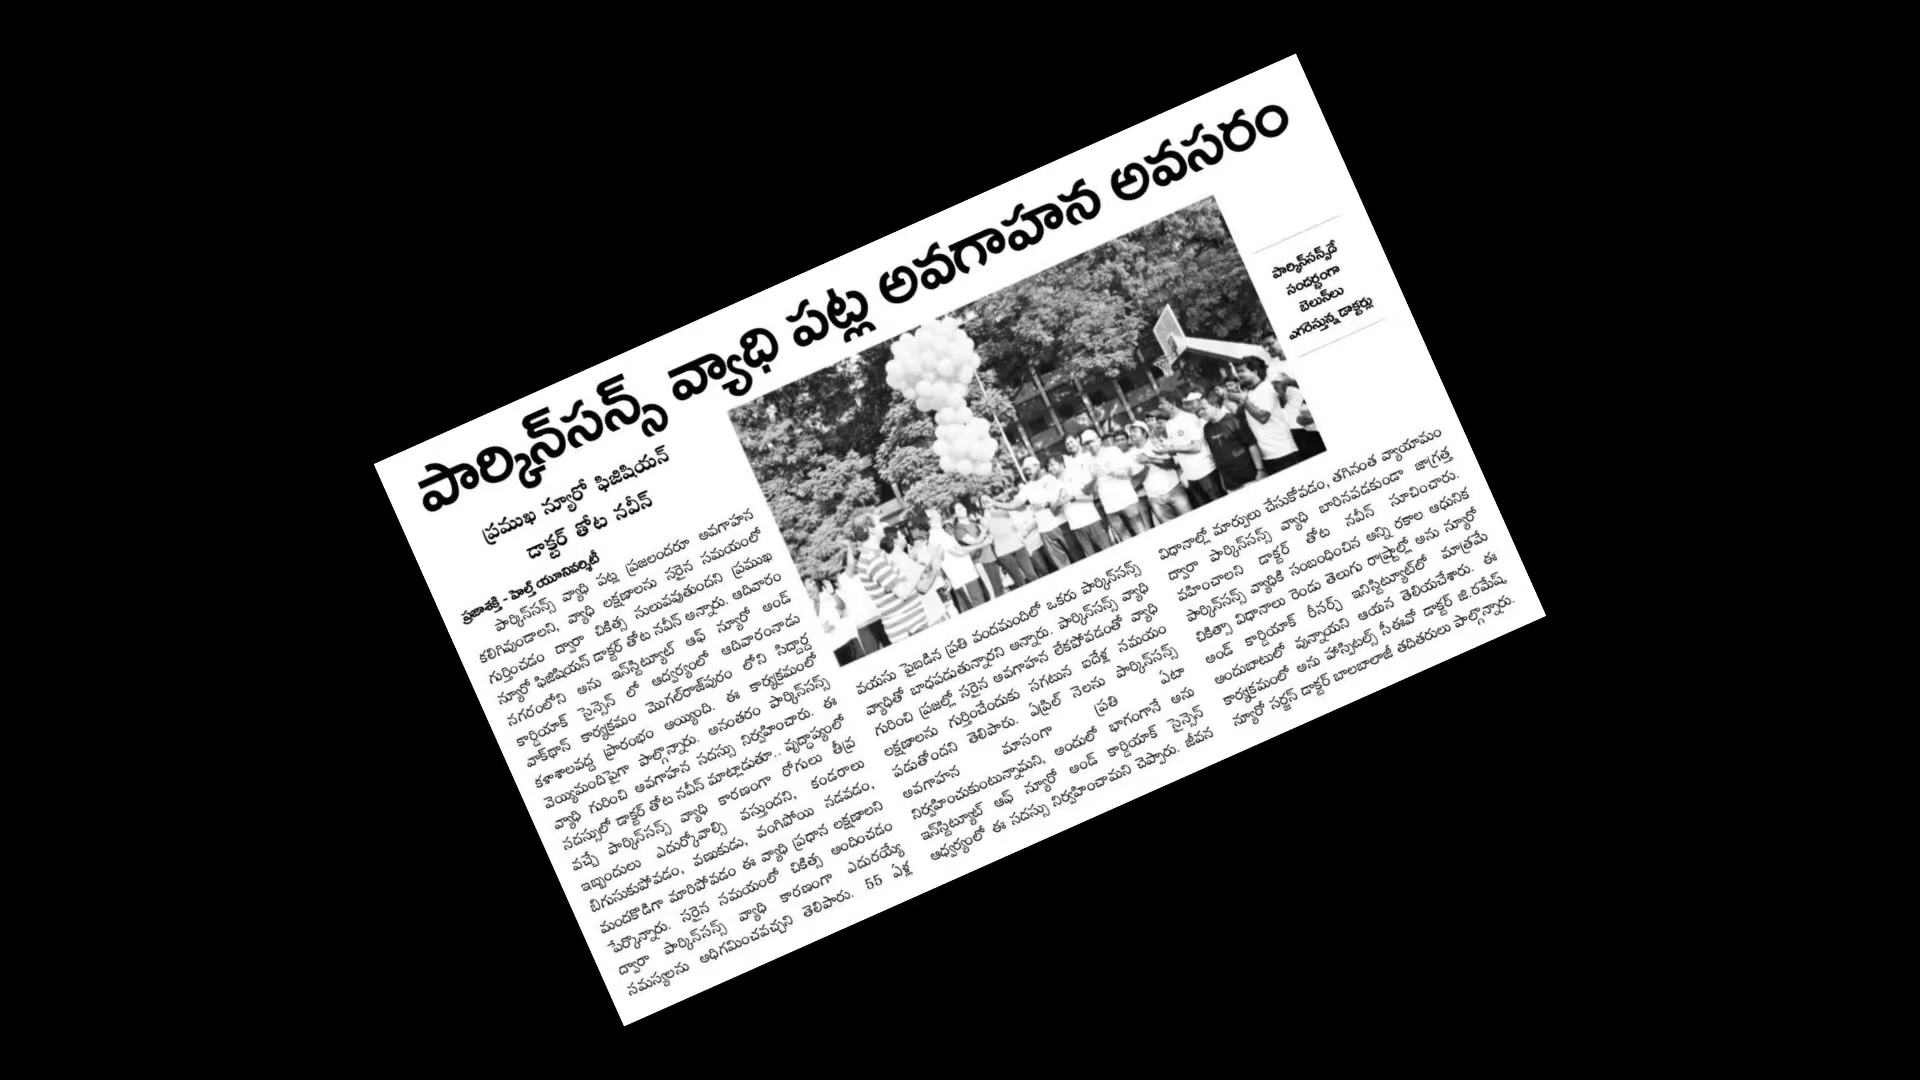 పార్కిన్‌సన్స్ వ్యాధి పట్ల అవగాహన అవసరం
ప్రముఖ న్యూరో ఫిజిషియన్
డాక్టర్ తోట నవీన్
ప్రజాశక్తి - హెల్త్ యూనివర్శిటీ
పార్కిన్‌సన్స్ వ్యాధి పట్ల ప్రజలందరూ అవగాహన
కలిగివుండాలని, వ్యాధి లక్షణాలను సరైన సమయంలో
గుర్తించడం ద్వారా చికిత్స సులువవుతుందని ప్రముఖ
న్యూరో ఫిజిషియన్ డాక్టర్ తోట నవీన్ అన్నారు. ఆదివారం
నగరంలోని అను ఇన్‌స్టిట్యూట్ ఆఫ్ న్యూరో అండ్
కార్డియాక్ సైన్సెస్ లో ఆధ్వర్యంలో ఆదివారంనాడు
వాక్‌థాన్ కార్యక్రమం మొగల్‌రాజ్‌పురం లోని సిద్ధార్థ
కళాశాలవద్ద ప్రారంభం అయ్యింది. ఈ కార్యక్రమంలో
వెయ్యిమందిపైగా పాల్గొన్నారు. అనంతరం పార్కిన్‌సన్స్
వ్యాధి గురించి అవగాహన సదస్సు నిర్వహించారు. ఈ
సదస్సులో డాక్టర్ తోట నవీన్ మాట్లాడుతూ.. వృద్ధాప్యంలో
వచ్చే పార్కిన్‌సన్స్ వ్యాధి కారణంగా రోగులు తీవ్ర
ఇబ్బందులు ఎదుర్కోవాల్సి వస్తుందని, కండరాలు
బిగుసుకుపోవడం, వణుకుడు, వంగిపోయి నడవడం,
మందకొడిగా మారిపోవడం ఈ వ్యాధి ప్రధాన లక్షణాలని
పేర్కొన్నారు. సరైన సమయంలో చికిత్స అందించడం
ద్వారా పార్కిన్‌సన్స్ వ్యాధి కారణంగా ఎదురయ్యే
సమస్యలను అధిగమించవచ్చని తెలిపారు. 55 ఏళ్ల
వయసు పైబడిన ప్రతి వందమందిలో ఒకరు పార్కిన్‌సన్స్
వ్యాధితో బాధపడుతున్నారని అన్నారు. పార్కిన్‌సన్స్ వ్యాధి
గురించి ప్రజల్లో సరైన అవగాహన లేకపోవడంతో వ్యాధి
లక్షణాలను గుర్తించేందుకు సగటున ఐదేళ్ల సమయం
పడుతోందని తెలిపారు. ఏప్రిల్ నెలను పార్కిన్‌సన్స్
అవగాహన మాసంగా ప్రతి ఏటా
నిర్వహించుకుంటున్నామని, అందులో భాగంగానే అను
ఇన్‌స్టిట్యూట్ ఆఫ్ న్యూరో అండ్ కార్డియాక్ సైన్సెస్
ఆధ్వర్యంలో ఈ సదస్సు నిర్వహించామని చెప్పారు. జీవన
విధానాల్లో మార్పులు చేసుకోవడం, తగినంత వ్యాయామం
ద్వారా పార్కిన్‌సన్స్ వ్యాధి బారినపడకుండా జాగ్రత్త
వహించాలని డాక్టర్ తోట నవీన్ సూచించారు.
పార్కిన్‌సన్స్ వ్యాధికి సంబంధించిన అన్ని రకాల ఆధునిక
చికిత్సా విధానాలు రెండు తెలుగు రాష్ట్రాల్లో అను న్యూరో
అండ్ కార్డియాక్ రీసర్చ్ ఇనిస్టిట్యూట్‌లో మాత్రమే
అందుబాటులో వున్నాయని ఆయన తెలియచేశారు. ఈ
కార్యక్రమంలో అను హాస్పిటల్స్ సీఈవో డాక్టర్ జి.రమేష్,
న్యూరో సర్జన్ డాక్టర్ బాలబాలాజీ తదితరులు పాల్గొన్నారు.
పార్కిన్‌సన్స్‌డే
సందర్భంగా
బెలున్‌లు
ఎగరేస్తున్న డాక్టర్లు